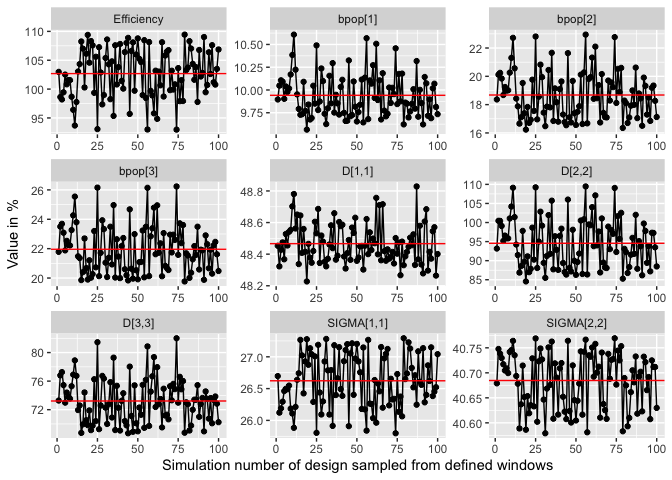 Efficiency
bpop[1]
bpop[2]
110
105
100
95
0 25 50 75 100
10.50
10.25
10.00
9.75
0 25 50 75 100
22
20
18
16
0 25 50 75 100
bpop[3]
D[1,1]
D[2,2]
26
24
22
20
0 25 50 75 100
48.8
48.6
48.4
48.2
0 25 50 75 100
110
105
100
95
90
85
0 25 50 75 100
D[3,3]
SIGMA[1,1]
SIGMA[2,2]
80
76
72
0 25 50 75 100
27.0
26.5
26.0
0 25 50 75 100
40.75
40.70
40.65
40.60
0 25 50 75 100
Value in %
Simulation number of design sampled from defined windows